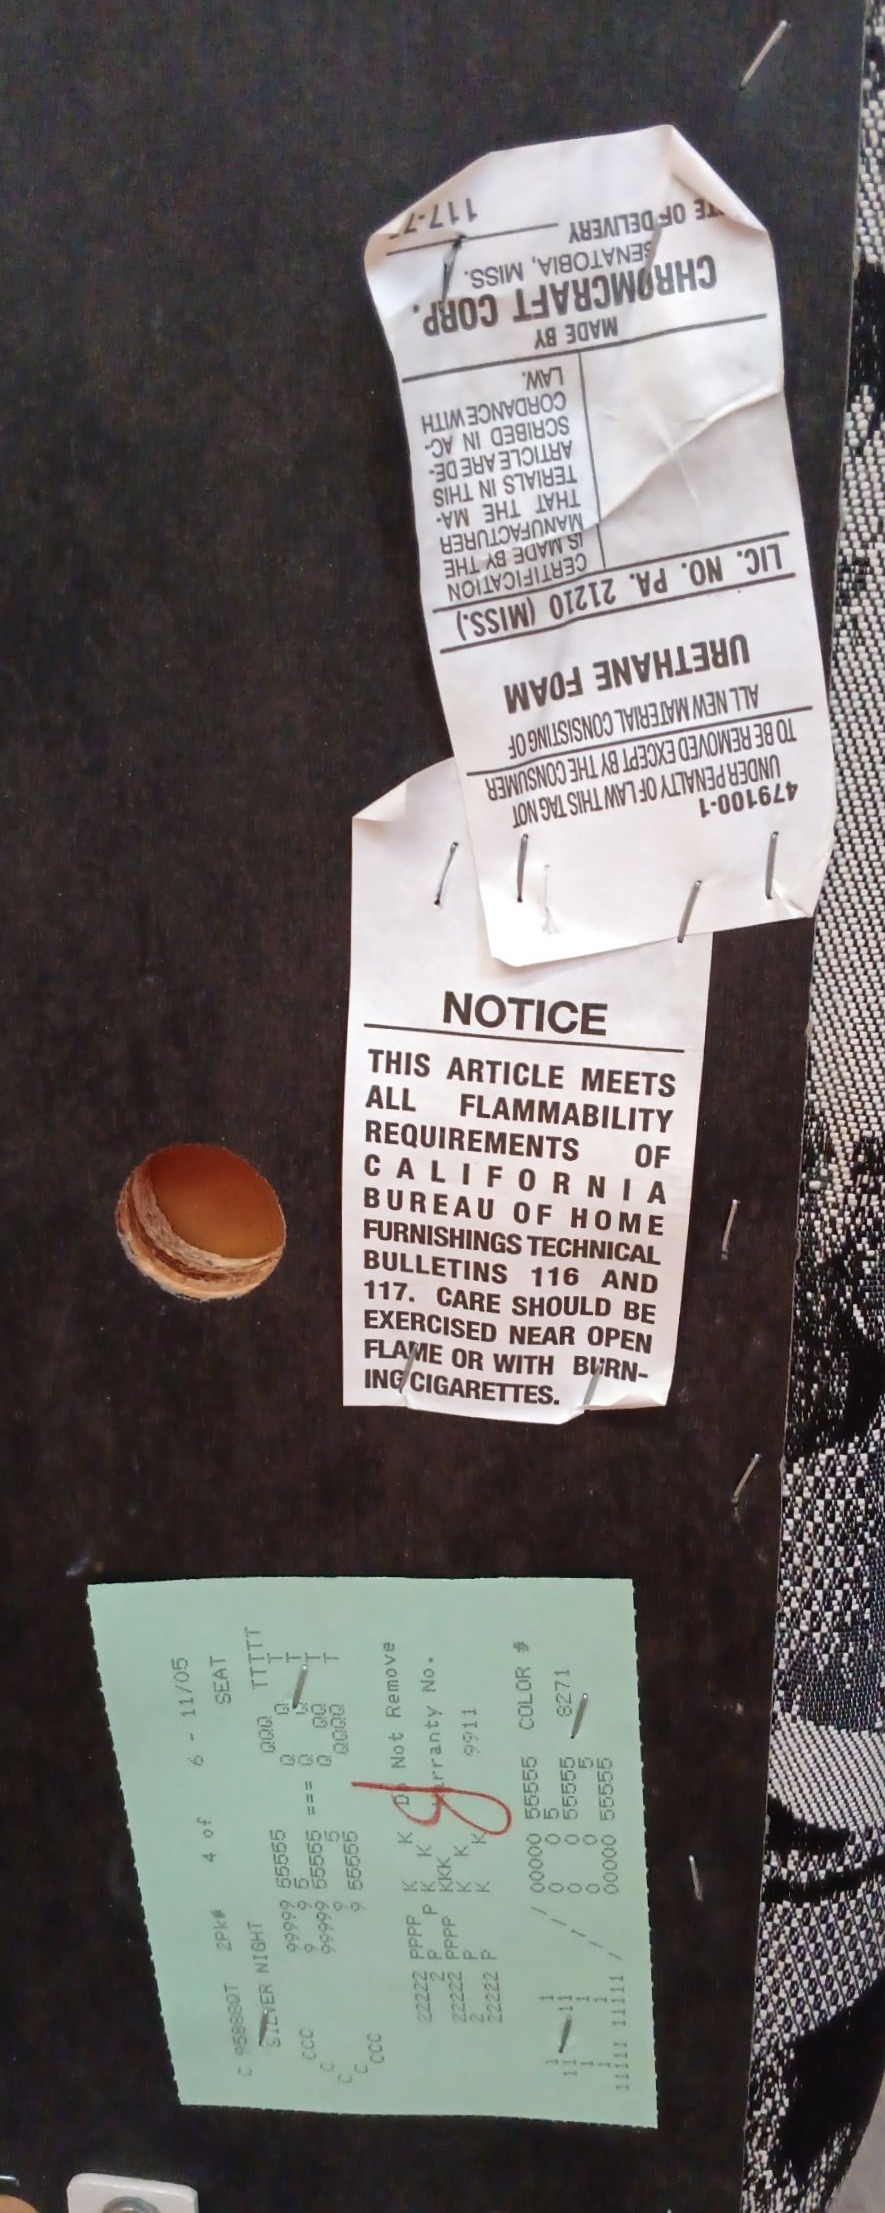 479100-1
UNDER PENALTY OF LAW THIS TAG NOT
TO BE REMOVED EXCEPT BY THE CONSUMER
ALL NEW MATERIAL CONSISTING OF
URETHANE FOAM
LIC. NO. PA. 21210 (MISS.)
CERTIFICATION
IS MADE BY THE
MANUFACTURER
THAT THE MA-
TERIALS IN THIS
ARTICLE ARE DE-
SCRIBED IN AC-
CORDANCE WITH
LAW.
MADE BY
CHROMCRAFT CORP.
SENATOBIA, MISS.
OF DELIVERY
NOTICE
THIS ARTICLE MEETS
ALL FLAMMABILITY
REQUIREMENTS OF
CALIFORNIA
BUREAU OF HOME
FURNISHINGS TECHNICAL
BULLETINS 116 AND
117. CARE SHOULD BE
EXERCISED NEAR OPEN
FLAME OR WITH BURN-
ING CIGARETTES.
4 of 6 - 11/05
2Pk# SEAT
SILVER NIGHT
Do Not Remove
Warranty No.
9911
COLOR #
8271